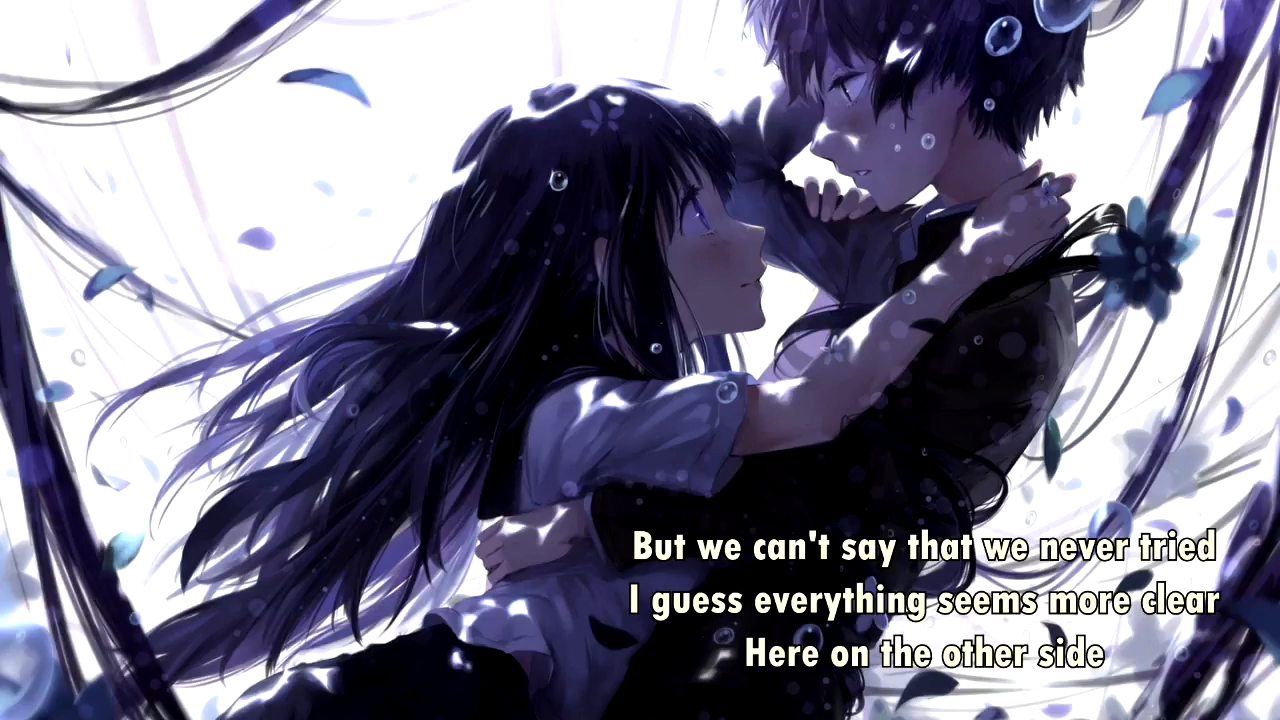 But we can't say that we never tried
I guess everything seems more clear
Here on the other side